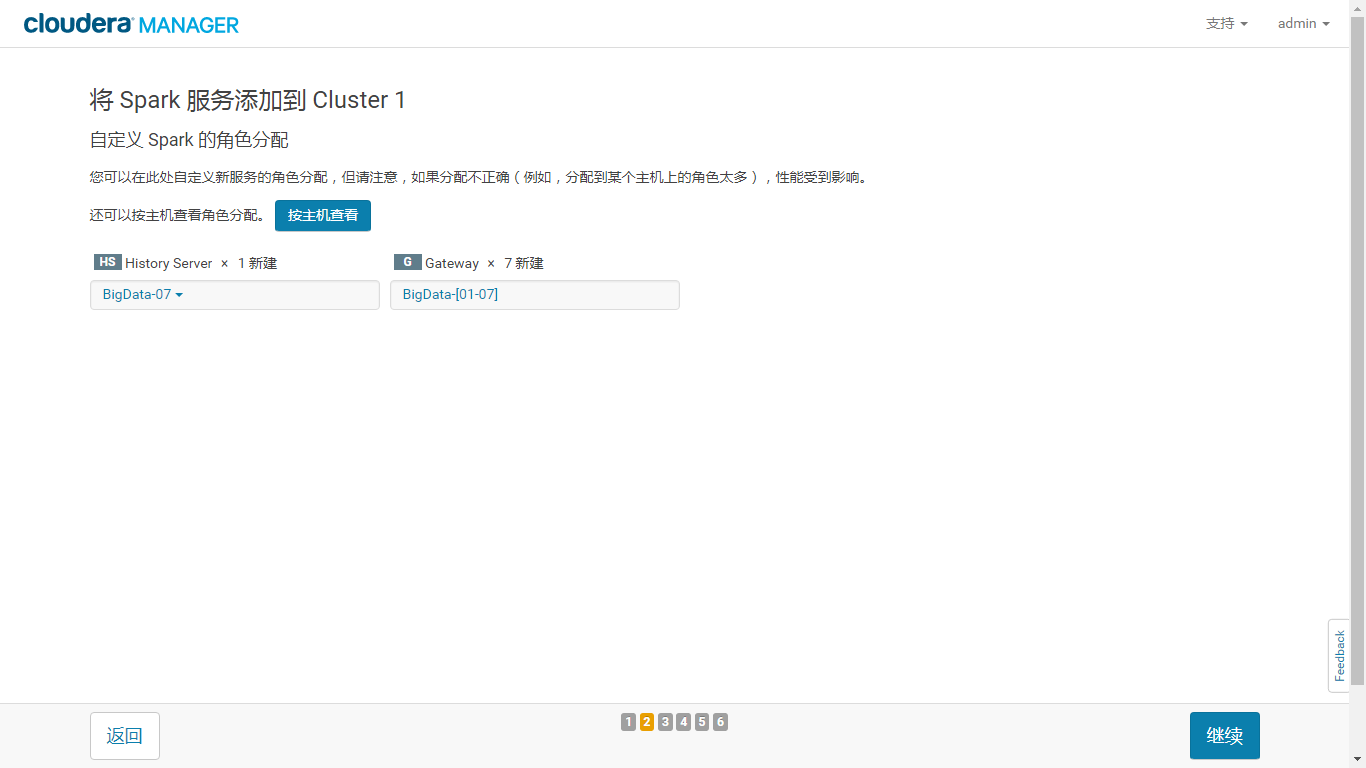 cloudera MANAGER
支持 admin
将 Spark 服务添加到 Cluster 1
自定义 Spark 的角色分配
您可以在此处自定义新服务的角色分配，但请注意，如果分配不正确（例如，分配到某个主机上的角色太多），性能受到影响。
还可以按主机查看角色分配。 按主机查看
HS History Server × 1 新建 G Gateway × 7 新建
BigData-07 BigData-[01-07]
Feedback
返回 1 2 3 4 5 6 继续